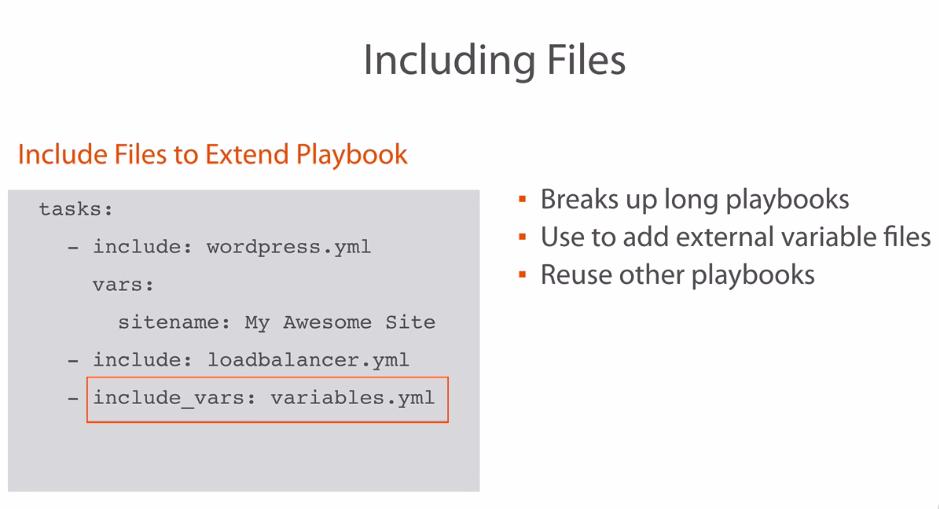 Including Files
Include Files to Extend Playbook
tasks:
- include: wordpress.yml
vars:
sitename: My Awesome Site
- include: loadbalancer.yml
- include_vars: variables.yml
▪ Breaks up long playbooks
▪ Use to add external variable files
▪ Reuse other playbooks